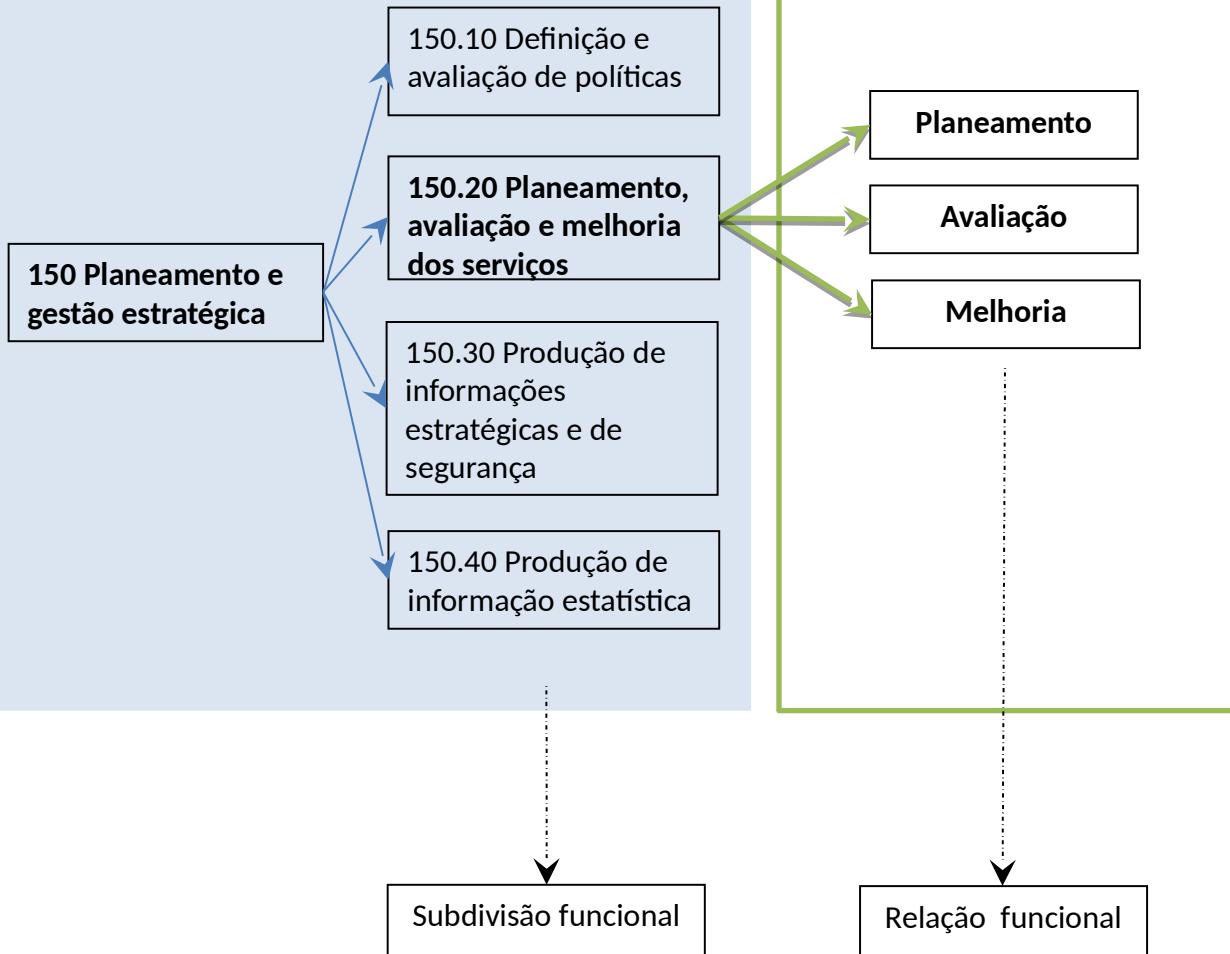 150.10 Definição e
avaliação de políticas
Planeamento
150.20 Planeamento,
avaliação e melhoria
dos serviços
Avaliação
150 Planeamento e
gestão estratégica
Melhoria
150.30 Produção de
informações
estratégicas e de
segurança
150.40 Produção de
informação estatística
Subdivisão funcional
Relação  funcional